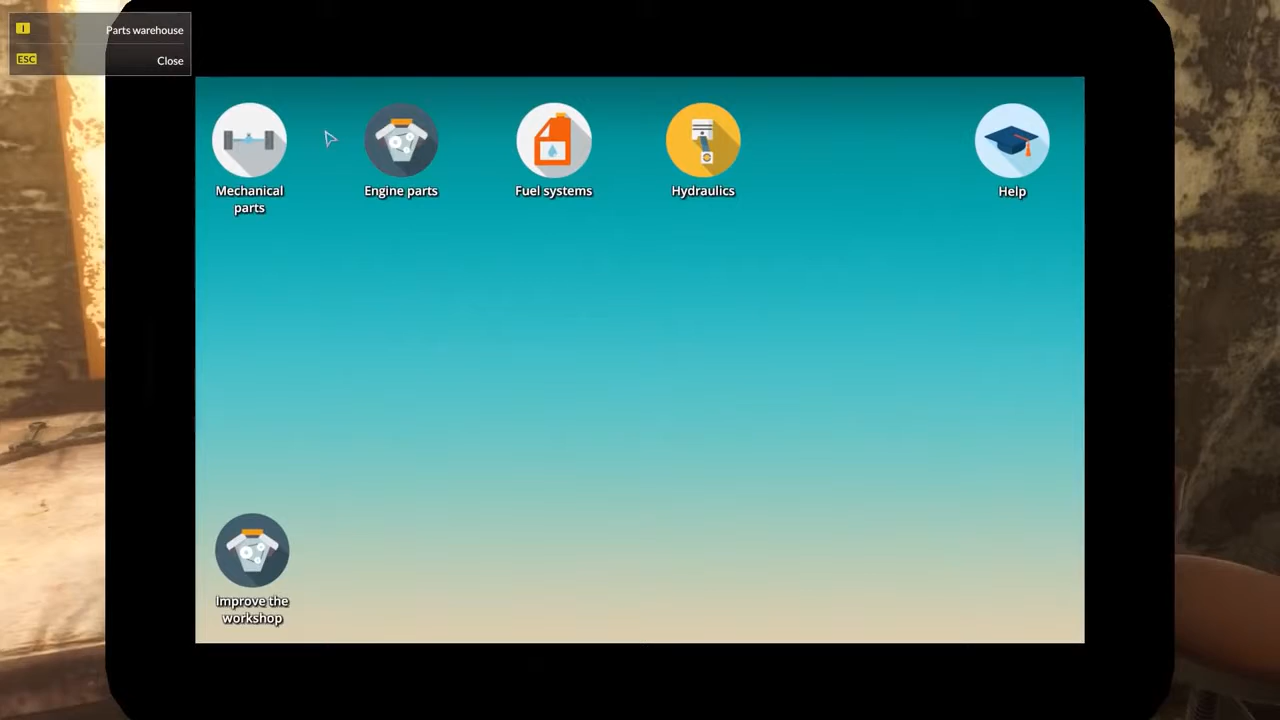 I Parts warehouse
ESC Close
Mechanical
parts
Engine parts
Fuel systems
Hydraulics
Help
Improve the
workshop